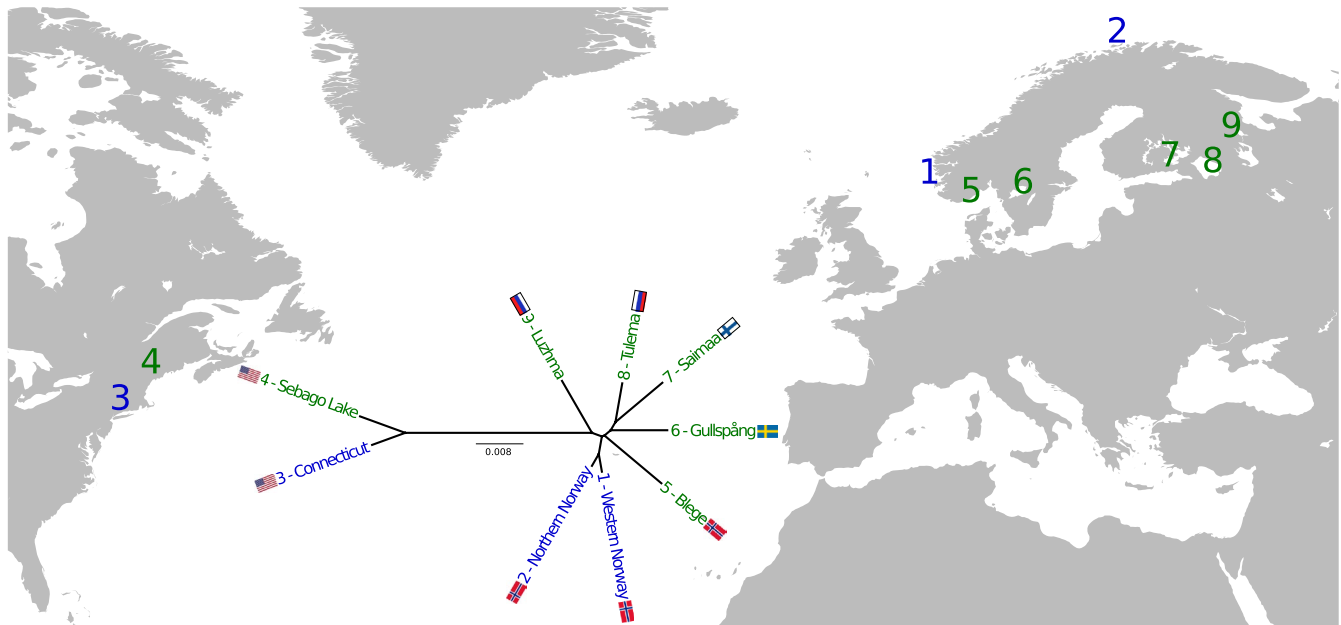 2
9
7
8
1
5
6
4
3
9 - Luzhma
8 - Tulema
7 - Saimaa
4 - Sebago Lake
6 - Gullspång
3 - Connecticut
0.008
5 - Blege
2 - Northern Norway
1 - Western Norway